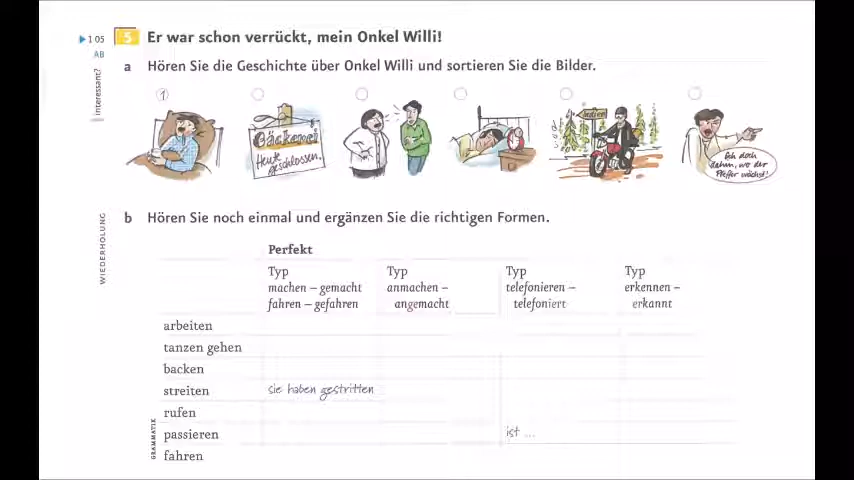 ▶ 1 05 5 Er war schon verrückt, mein Onkel Willi!
AB
a Hören Sie die Geschichte über Onkel Willi und sortieren Sie die Bilder.
interessant?
1
Bäckerei
Heute geschlossen.
Indien
Geh doch
dahin, wo der
Pfeffer wächst!
WIEDERHOLUNG
b Hören Sie noch einmal und ergänzen Sie die richtigen Formen.
Perfekt
Typ Typ Typ Typ
machen – gemacht anmachen – telefonieren – erkennen –
fahren – gefahren angemacht telefoniert erkannt
arbeiten
tanzen gehen
backen
streiten sie haben gestritten
rufen
passieren ist ...
fahren
GRAMMATIK